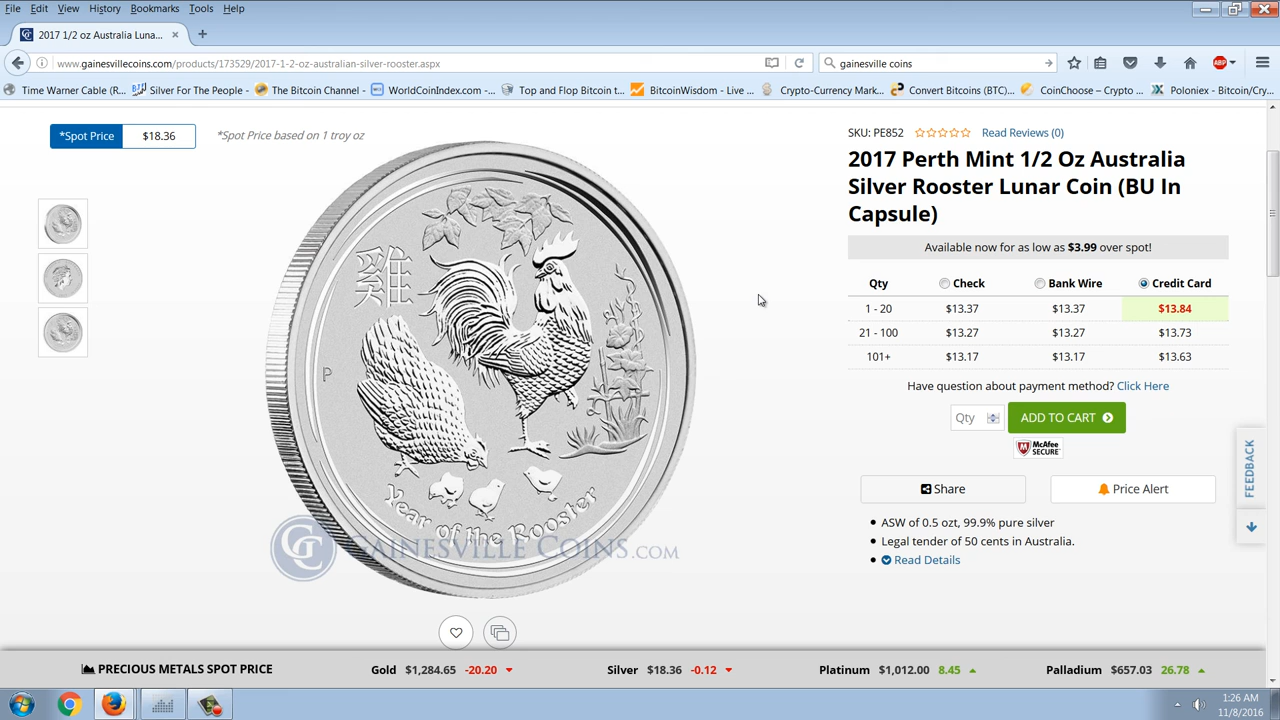 File Edit View History Bookmarks Tools Help
2017 1/2 oz Australia Luna...
www.gainesvillecoins.com/products/173529/2017-1-2-oz-australian-silver-rooster.aspx
gainesville coins
ABP
Time Warner Cable (R... Silver For The People - The Bitcoin Channel - WorldCoinIndex.com -... Top and Flop Bitcoin t... BitcoinWisdom - Live ... Crypto-Currency Mark... Convert Bitcoins (BTC)... CoinChoose – Crypto ... Poloniex - Bitcoin/Cry...
*Spot Price $18.36 *Spot Price based on 1 troy oz
SKU: PE852 Read Reviews (0)
2017 Perth Mint 1/2 Oz Australia
Silver Rooster Lunar Coin (BU In
Capsule)
Available now for as low as $3.99 over spot!
Qty Check Bank Wire Credit Card
1 - 20 $13.37 $13.37 $13.84
21 - 100 $13.27 $13.27 $13.73
101+ $13.17 $13.17 $13.63
Have question about payment method? Click Here
Qty ADD TO CART
McAfee
SECURE
Share Price Alert
ASW of 0.5 ozt, 99.9% pure silver
Legal tender of 50 cents in Australia.
Read Details
FEEDBACK
雞
P
Year of the Rooster
G GAINESVILLE COINS.COM
PRECIOUS METALS SPOT PRICE Gold $1,284.65 -20.20 Silver $18.36 -0.12 Platinum $1,012.00 8.45 Palladium $657.03 26.78
1:26 AM
11/8/2016